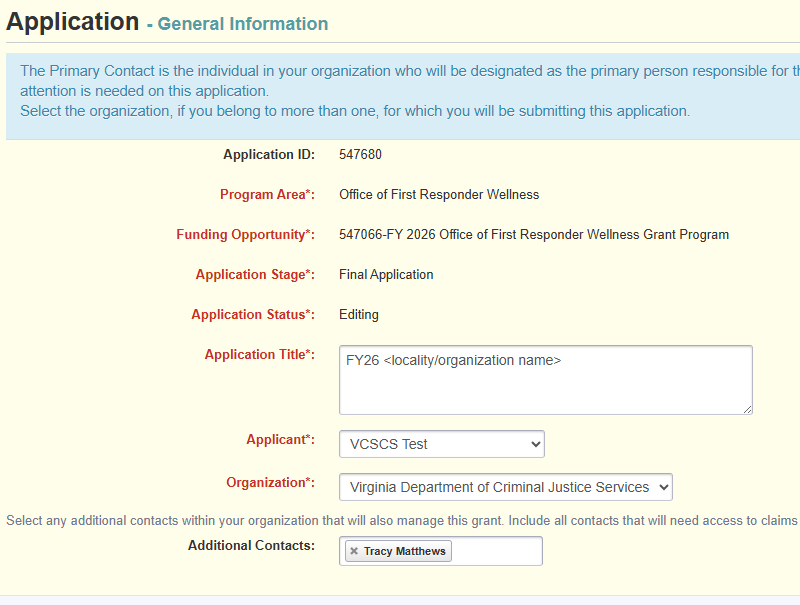 Application - General Information
The Primary Contact is the individual in your organization who will be designated as the primary person responsible for
attention is needed on this application.
Select the organization, if you belong to more than one, for which you will be submitting this application.
Application ID: 547680
Program Area*: Office of First Responder Wellness
Funding Opportunity*: 547066-FY 2026 Office of First Responder Wellness Grant Program
Application Stage*: Final Application
Application Status*: Editing
Application Title*: FY26 <locality/organization name>
Applicant*: VCSCS Test
Organization*: Virginia Department of Criminal Justice Services
Select any additional contacts within your organization that will also manage this grant. Include all contacts that will need access to claims
Additional Contacts: × Tracy Matthews